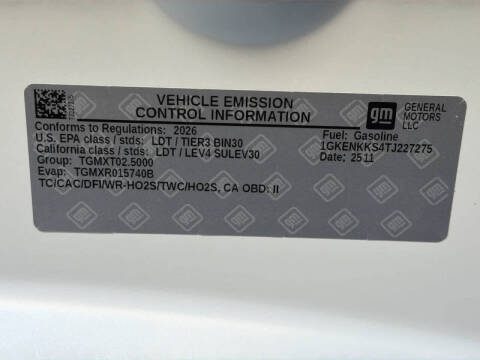 VEHICLE EMISSION
CONTROL INFORMATION
gm
GENERAL
MOTORS
LLC
Conforms to Regulations: 2026
Fuel: Gasoline
U.S. EPA class / stds: LDT / TIER3 BIN30
1GKENKKS4TJ227275
California class / stds: LDT / LEV4 SULEV30
2511
Group: TGMXT02.5000
Evap: TGMXR015740B
TC/CAC/DFI/WR-HO2S/TWC/HO2S, CA OBD: II